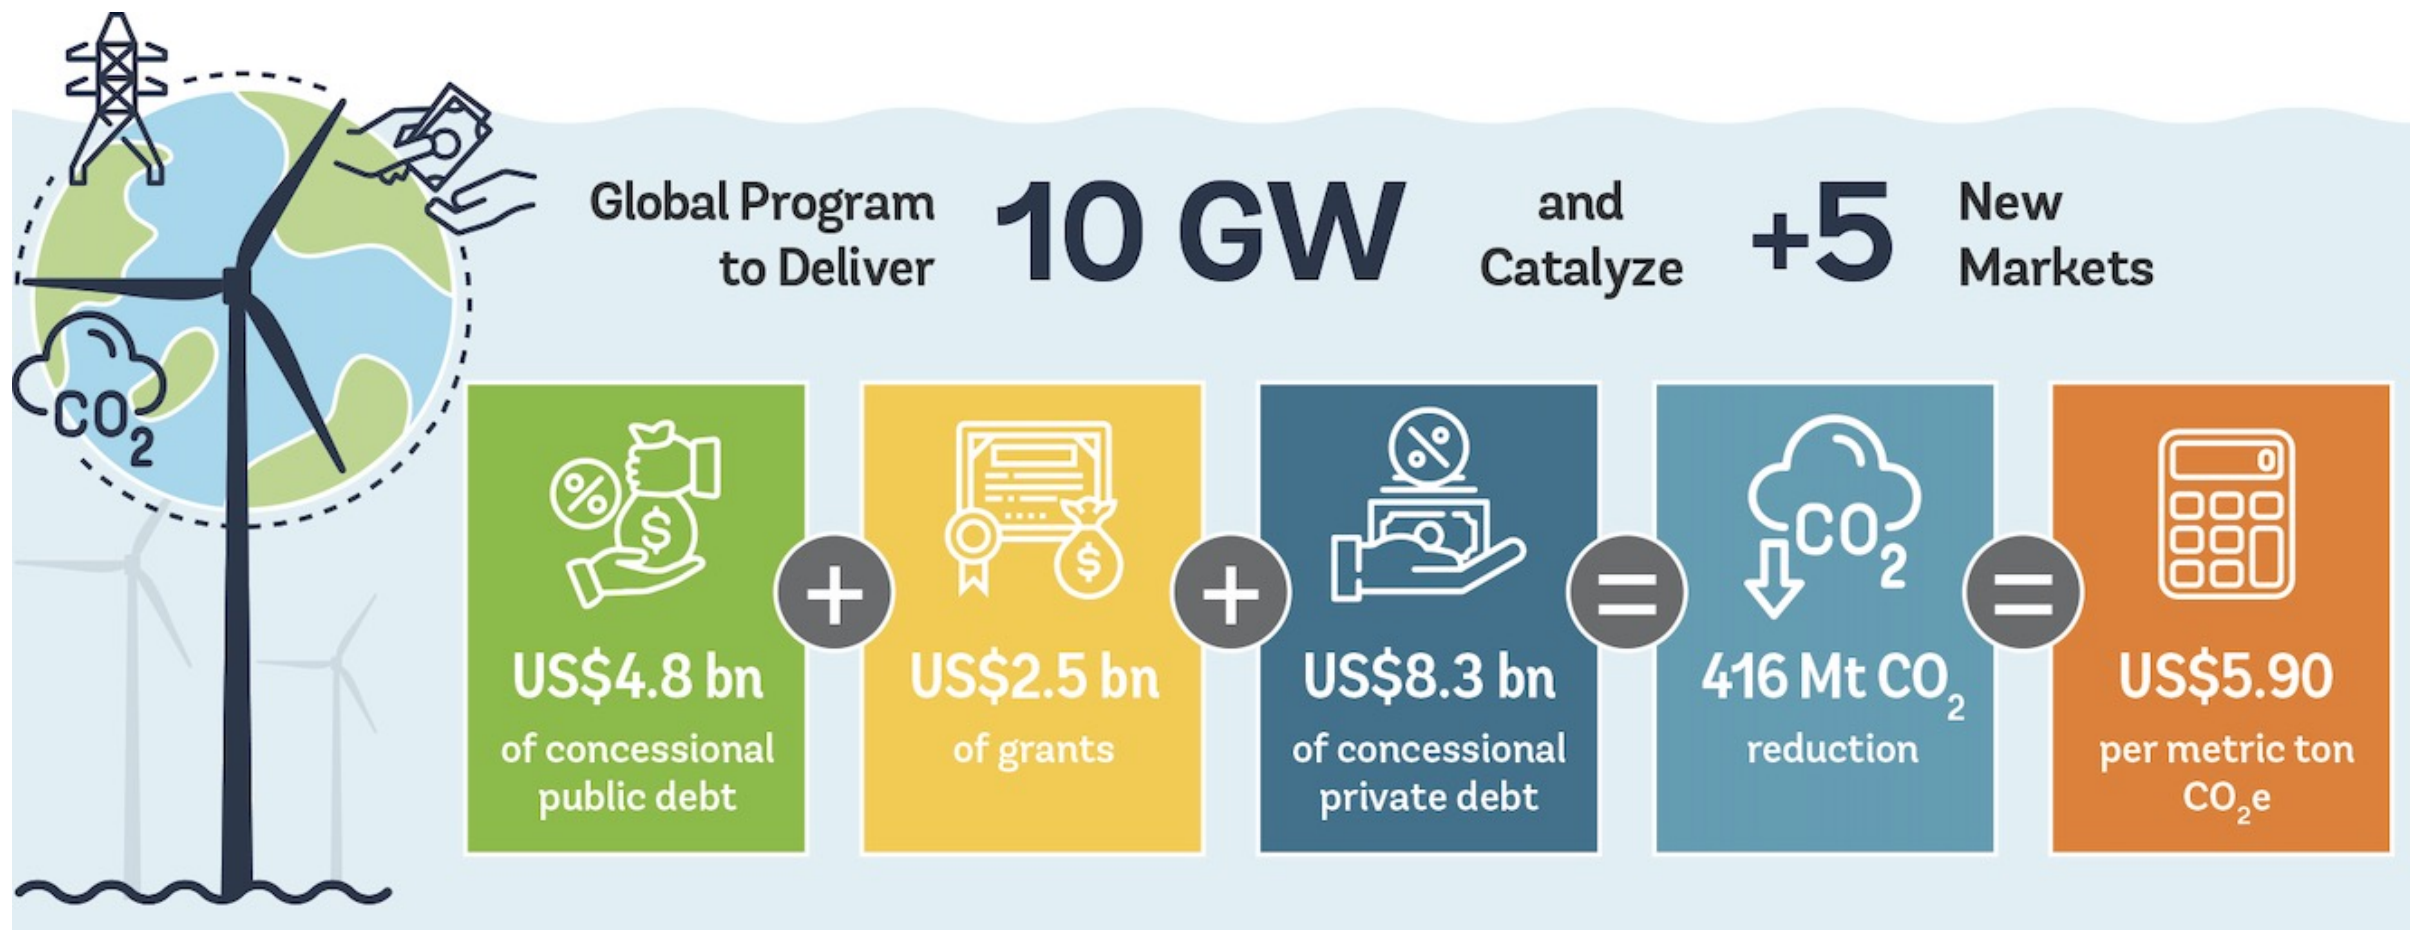 Global Program
to Deliver
10 GW
and
Catalyze
+5
New
Markets
CO2
%
$
US$4.8 bn
of concessional
public debt
+
$
US$2.5 bn
of grants
+
%
US$8.3 bn
of concessional
private debt
=
CO2
416 Mt CO2
reduction
=
0
US$5.90
per metric ton
CO2e